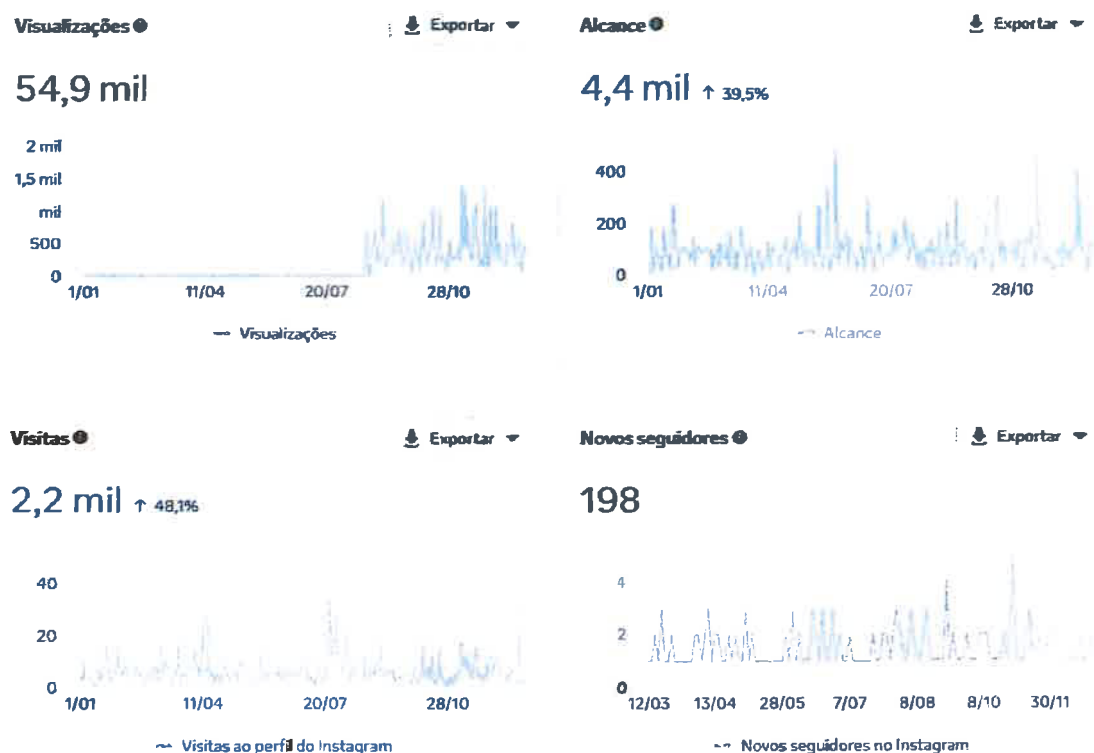 Visualizações
Exportar
54,9 mil
2 mil
1,5 mil
mil
500
0
1/01 11/04 20/07 28/10
Visualizações
Alcance
Exportar
4,4 mil ↑ 39,5%
400
200
0
1/01 11/04 20/07 28/10
Alcance
Visitas
Exportar
2,2 mil ↑ 48,1%
40
20
0
1/01 11/04 20/07 28/10
Visitas ao perfil do Instagram
Novos seguidores
Exportar
198
4
2
0
12/03 13/04 28/05 7/07 8/08 8/10 30/11
Novos seguidores no Instagram